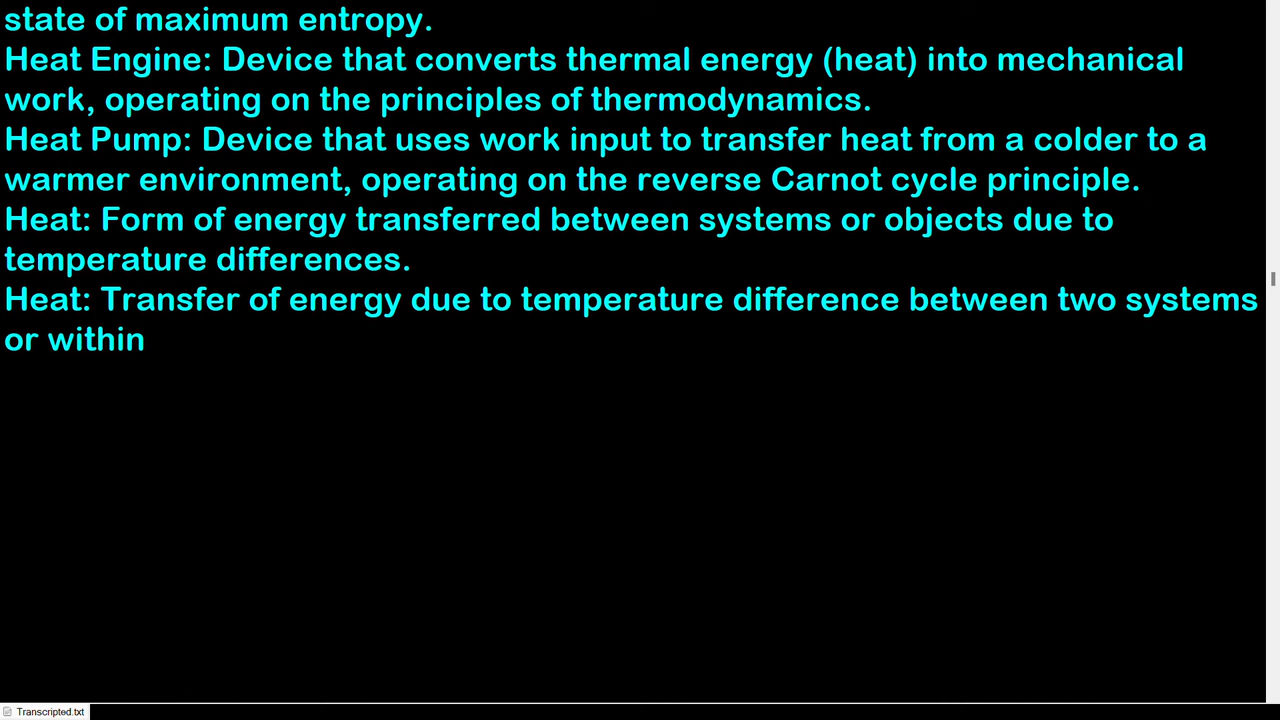 state of maximum entropy.
Heat Engine: Device that converts thermal energy (heat) into mechanical
work, operating on the principles of thermodynamics.
Heat Pump: Device that uses work input to transfer heat from a colder to a
warmer environment, operating on the reverse Carnot cycle principle.
Heat: Form of energy transferred between systems or objects due to
temperature differences.
Heat: Transfer of energy due to temperature difference between two systems
or within
Transcripted.txt